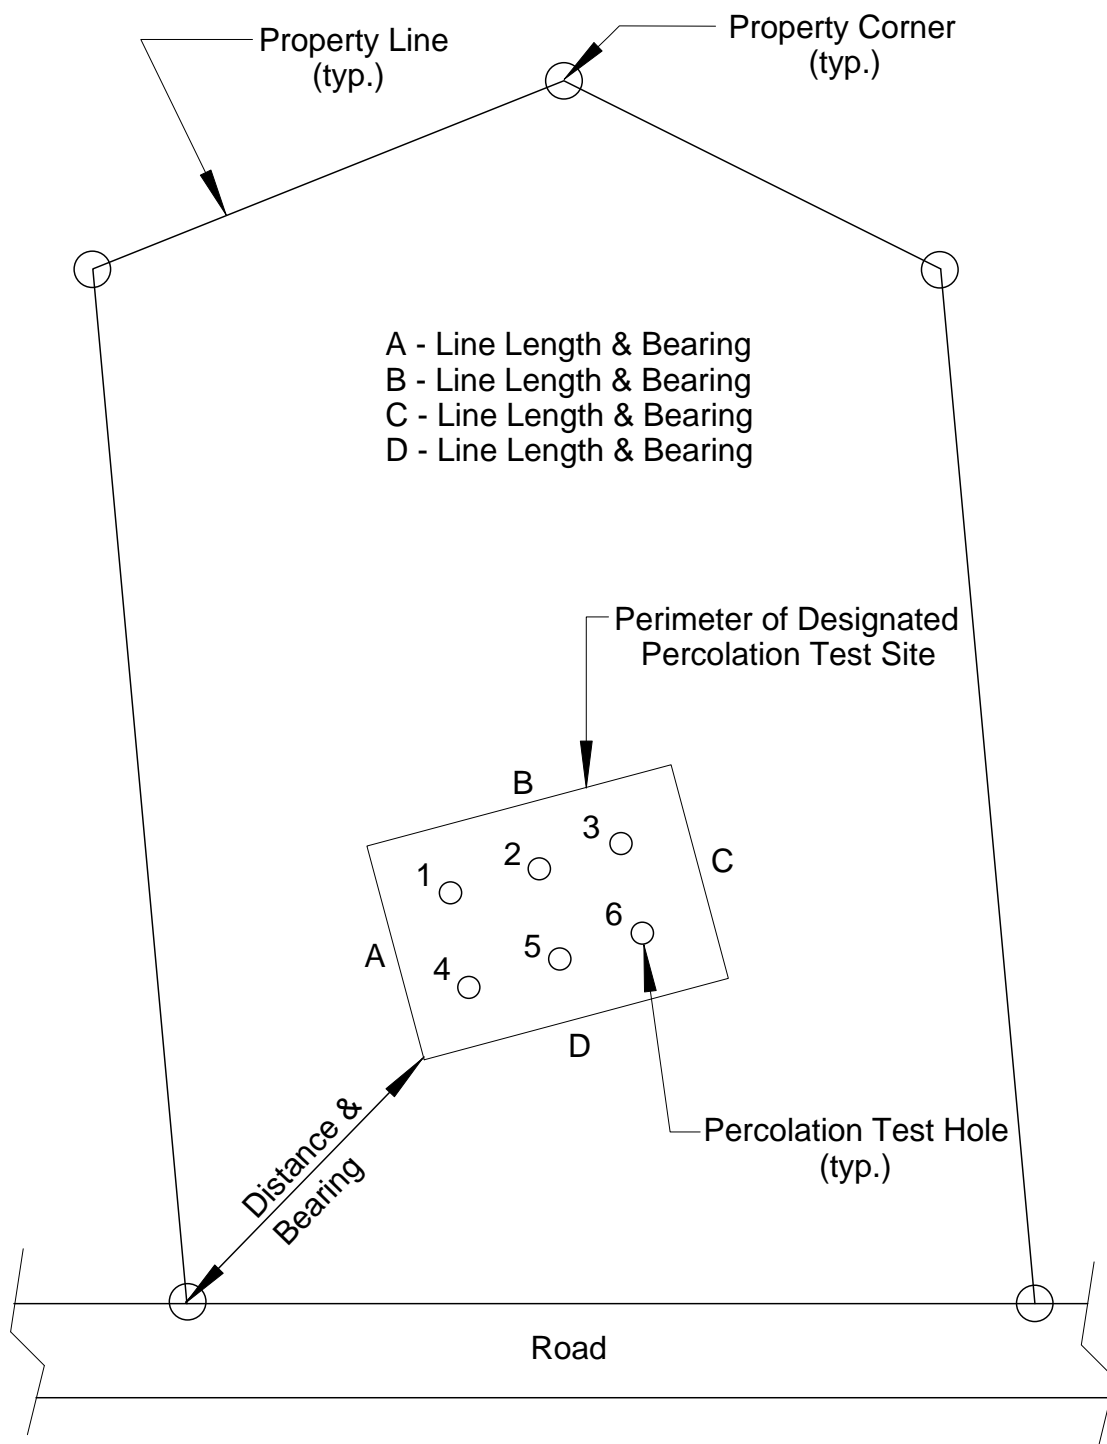 Property Line
(typ.)
Property Corner
(typ.)
A - Line Length & Bearing
B - Line Length & Bearing
C - Line Length & Bearing
D - Line Length & Bearing
Perimeter of Designated
Percolation Test Site
B
3
2
C
1
6
5
A
4
D
Distance &
Bearing
Percolation Test Hole
(typ.)
Road